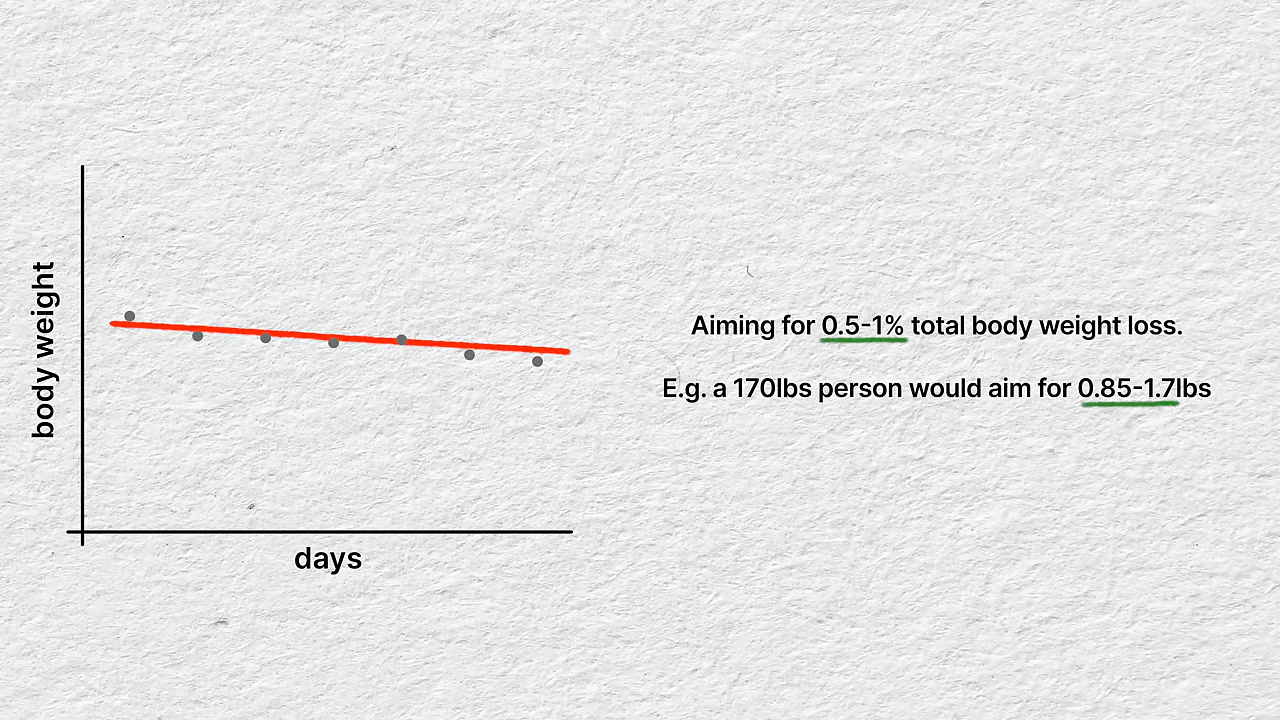 body weight
days
Aiming for 0.5-1% total body weight loss.
E.g. a 170lbs person would aim for 0.85-1.7lbs